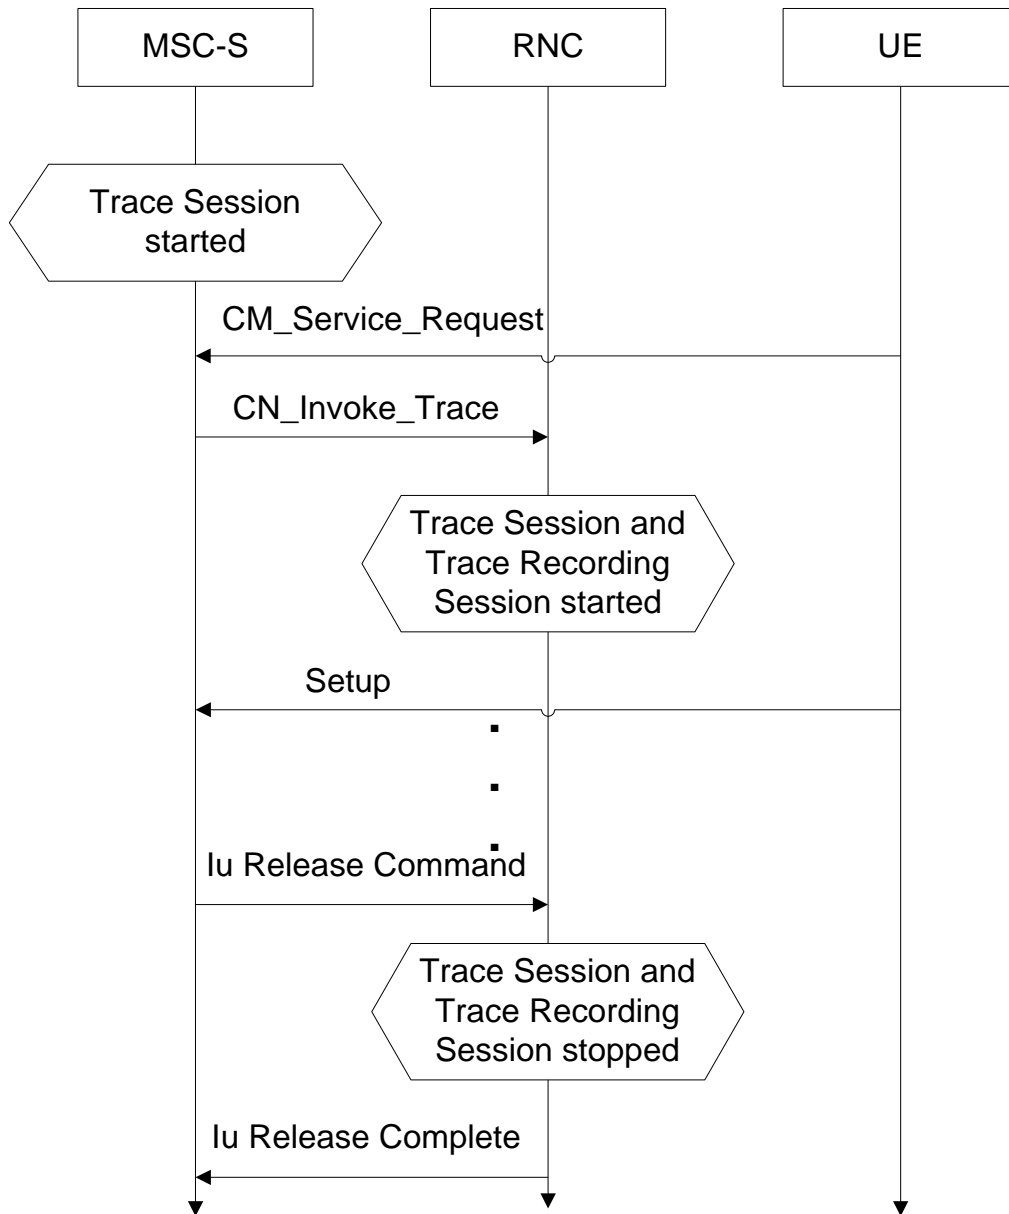 MSC-S
RNC
UE
Trace Session
started
CM_Service_Request
CN_Invoke_Trace
Trace Session and
Trace Recording
Session started
Setup
Iu Release Command
Trace Session and
Trace Recording
Session stopped
Iu Release Complete